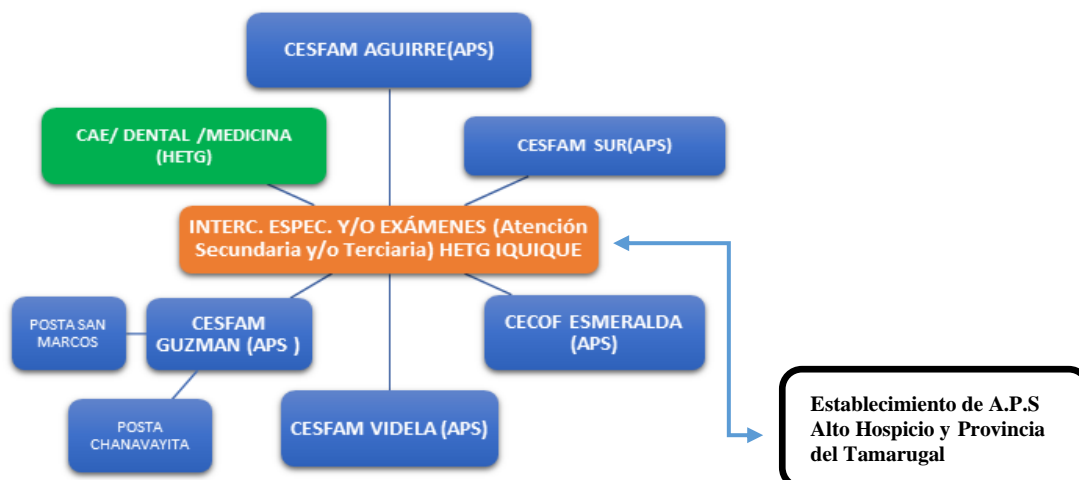 CESFAM AGUIRRE(APS)
CAE/ DENTAL /MEDICINA
(HETG)
CESFAM SUR(APS)
INTERC. ESPEC. Y/O EXÁMENES (Atención
Secundaria y/o Terciaria) HETG IQUIQUE
POSTA SAN
MARCOS
CESFAM
GUZMAN (APS )
CECOF ESMERALDA
(APS)
POSTA
CHANAVAYITA
CESFAM VIDELA (APS)
Establecimiento de A.P.S
Alto Hospicio y Provincia
del Tamarugal